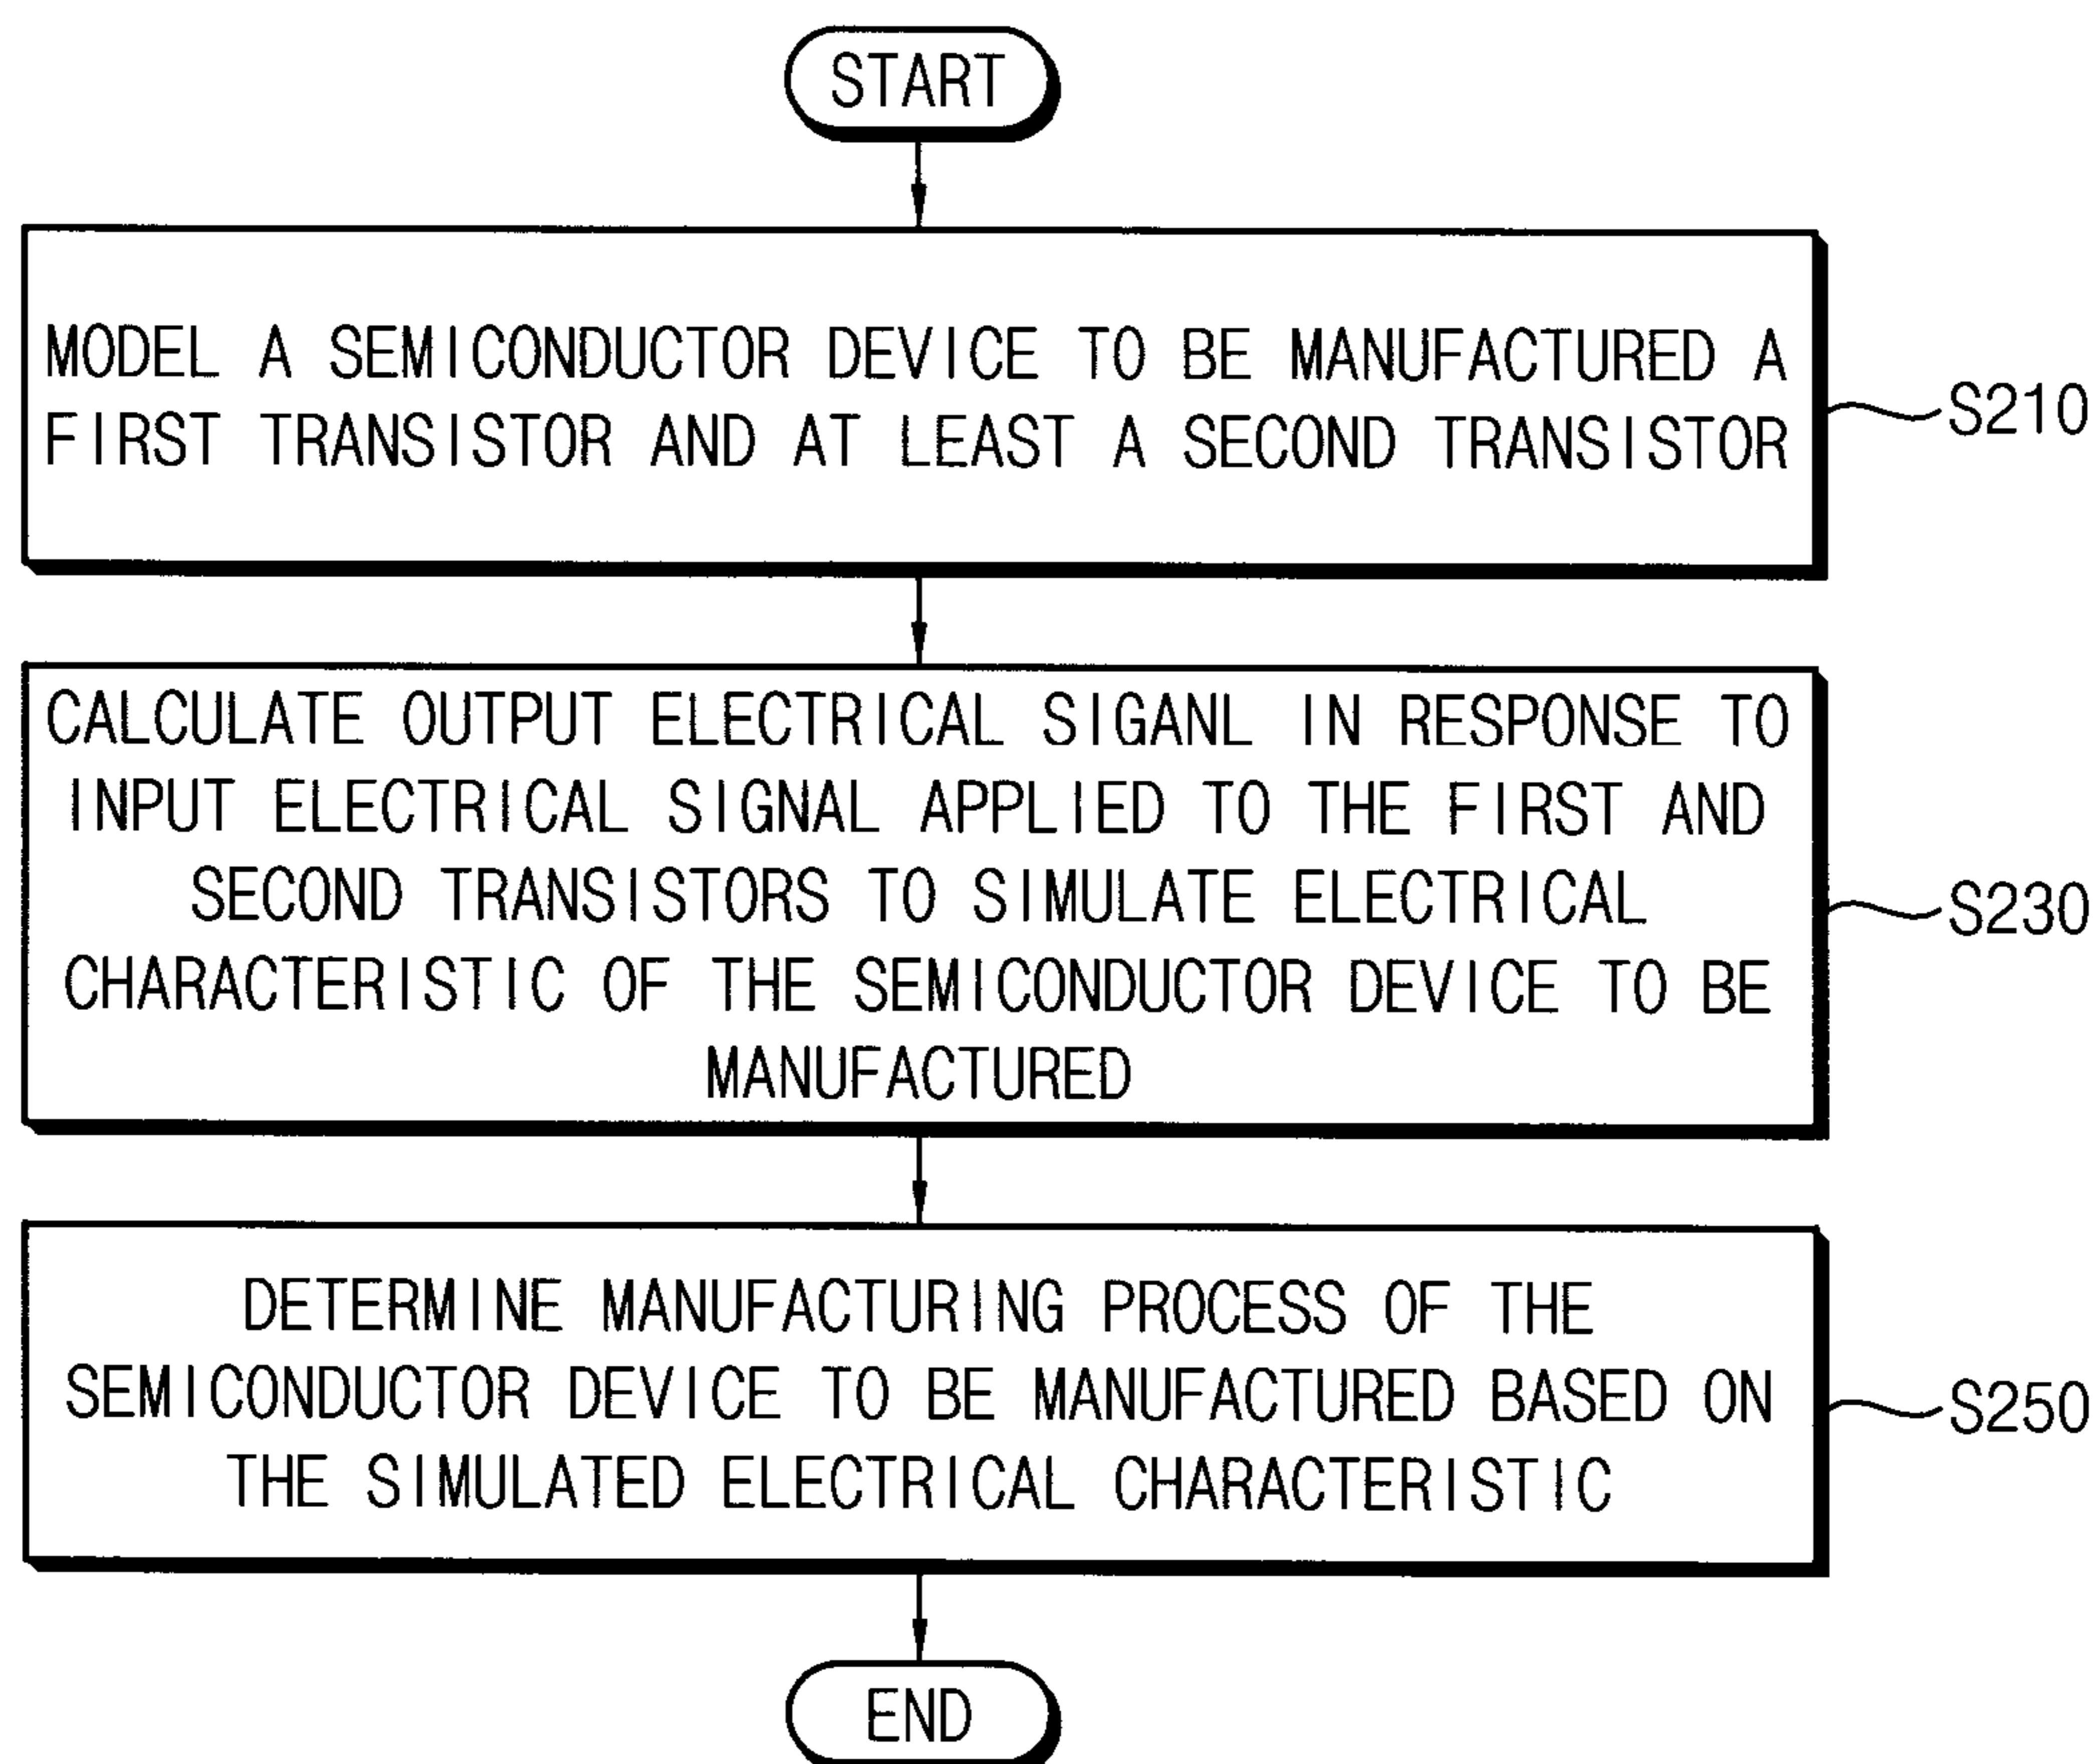 START
MODEL A SEMICONDUCTOR DEVICE TO BE MANUFACTURED A
FIRST TRANSISTOR AND AT LEAST A SECOND TRANSISTOR
S210
CALCULATE OUTPUT ELECTRICAL SIGANL IN RESPONSE TO
INPUT ELECTRICAL SIGNAL APPLIED TO THE FIRST AND
SECOND TRANSISTORS TO SIMULATE ELECTRICAL
CHARACTERISTIC OF THE SEMICONDUCTOR DEVICE TO BE
MANUFACTURED
S230
DETERMINE MANUFACTURING PROCESS OF THE
SEMICONDUCTOR DEVICE TO BE MANUFACTURED BASED ON
THE SIMULATED ELECTRICAL CHARACTERISTIC
S250
END